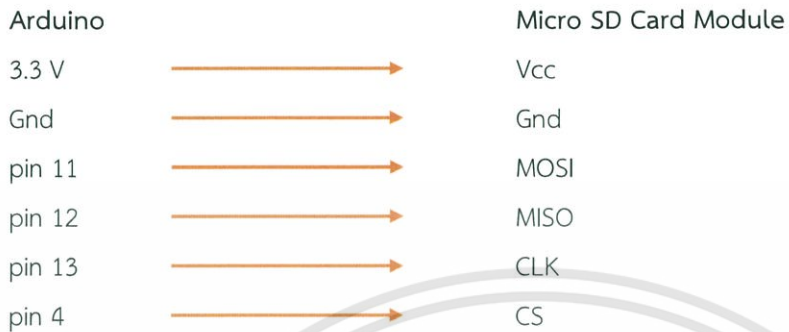 Arduino Micro SD Card Module
3.3 V Vcc
Gnd Gnd
pin 11 MOSI
pin 12 MISO
pin 13 CLK
pin 4 CS